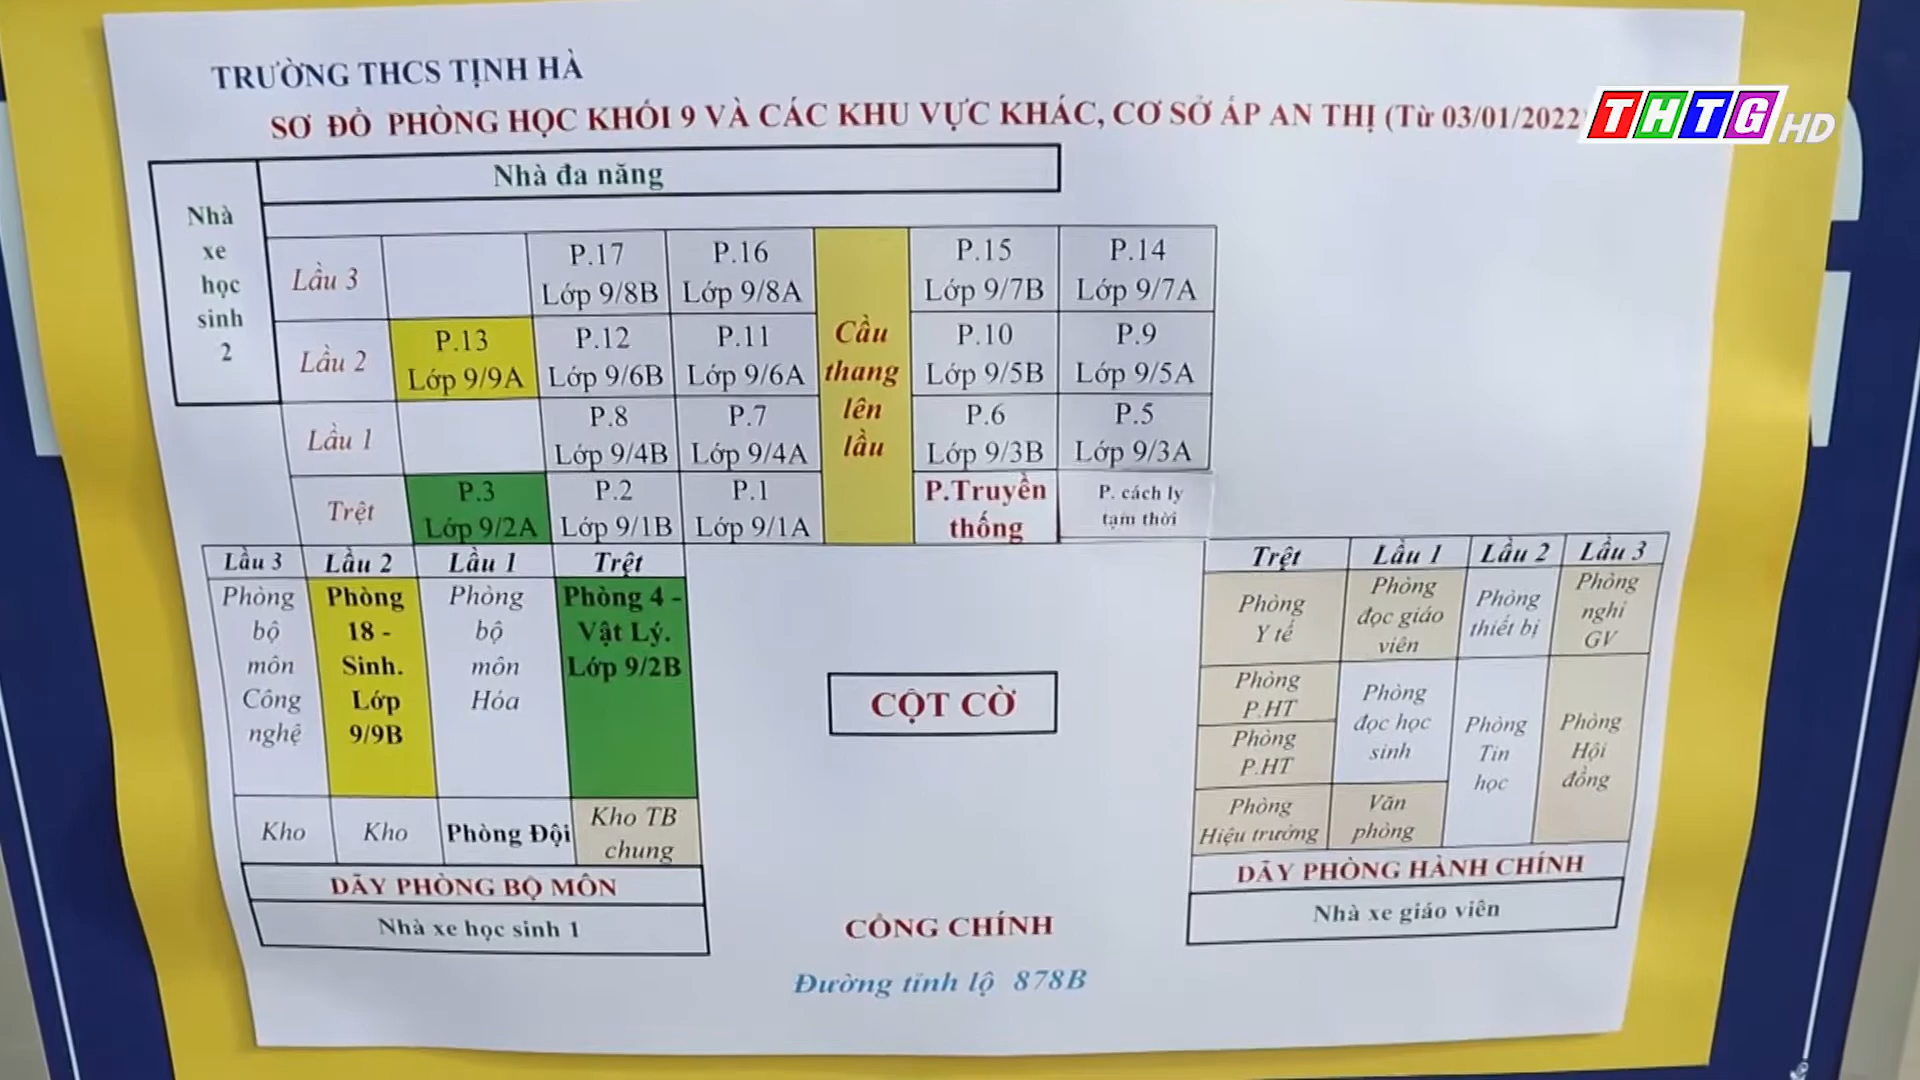 TRƯỜNG THCS TỊNH HÀ
SƠ ĐỒ PHÒNG HỌC KHỐI 9 VÀ CÁC KHU VỰC KHÁC, CƠ SỞ ẤP AN THỊ (Từ 03/01/2022)
THTG HD
Nhà đa năng
Nhà
xe
học
sinh
2
Lầu 3
P.17
Lớp 9/8B
P.16
Lớp 9/8A
P.15
Lớp 9/7B
P.14
Lớp 9/7A
Lầu 2
P.13
Lớp 9/9A
P.12
Lớp 9/6B
P.11
Lớp 9/6A
Cầu
thang
lên
lầu
P.10
Lớp 9/5B
P.9
Lớp 9/5A
Lầu 1
P.8
Lớp 9/4B
P.7
Lớp 9/4A
P.6
Lớp 9/3B
P.5
Lớp 9/3A
Trệt
P.3
Lớp 9/2A
P.2
Lớp 9/1B
P.1
Lớp 9/1A
P.Truyền
thống
P. cách ly
tạm thời
Lầu 3
Lầu 2
Lầu 1
Trệt
Phòng
bộ
môn
Công
nghệ
Phòng
18 -
Sinh.
Lớp
9/9B
Phòng
bộ
môn
Hóa
Phòng 4 -
Vật Lý.
Lớp 9/2B
Kho
Kho
Phòng Đội
Kho TB
chung
DÃY PHÒNG BỘ MÔN
Nhà xe học sinh 1
CỘT CỜ
CỔNG CHÍNH
Đường tỉnh lộ 878B
Trệt
Lầu 1
Lầu 2
Lầu 3
Phòng
Y tế
Phòng
đọc giáo
viên
Phòng
thiết bị
Phòng
nghỉ
GV
Phòng
P.HT
Phòng
P.HT
Phòng
đọc học
sinh
Phòng
Tin
học
Phòng
Hội
đồng
Phòng
Hiệu trưởng
Văn
phòng
DÃY PHÒNG HÀNH CHÍNH
Nhà xe giáo viên